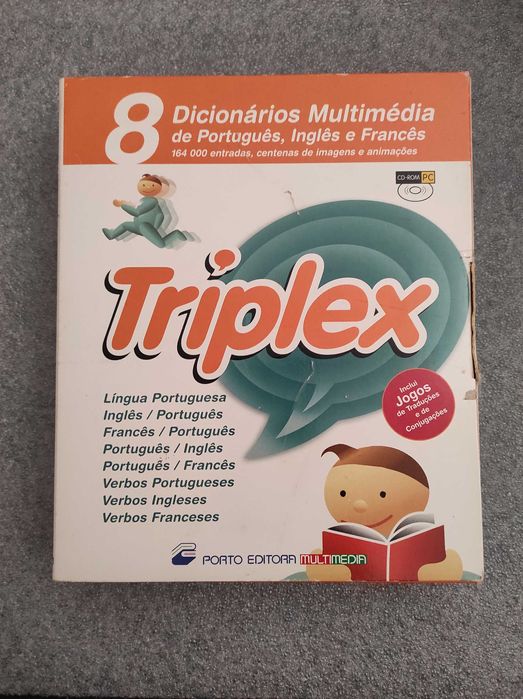 8
Dicionários Multimédia
de Português, Inglês e Francês
164 000 entradas, centenas de imagens e animações
CD-ROM PC
Triplex
Inclui
Jogos
de Traduções
e de
Conjugações
Língua Portuguesa
Inglês / Português
Francês / Português
Português / Inglês
Português / Francês
Verbos Portugueses
Verbos Ingleses
Verbos Franceses
PORTO EDITORA MULTIMEDIA